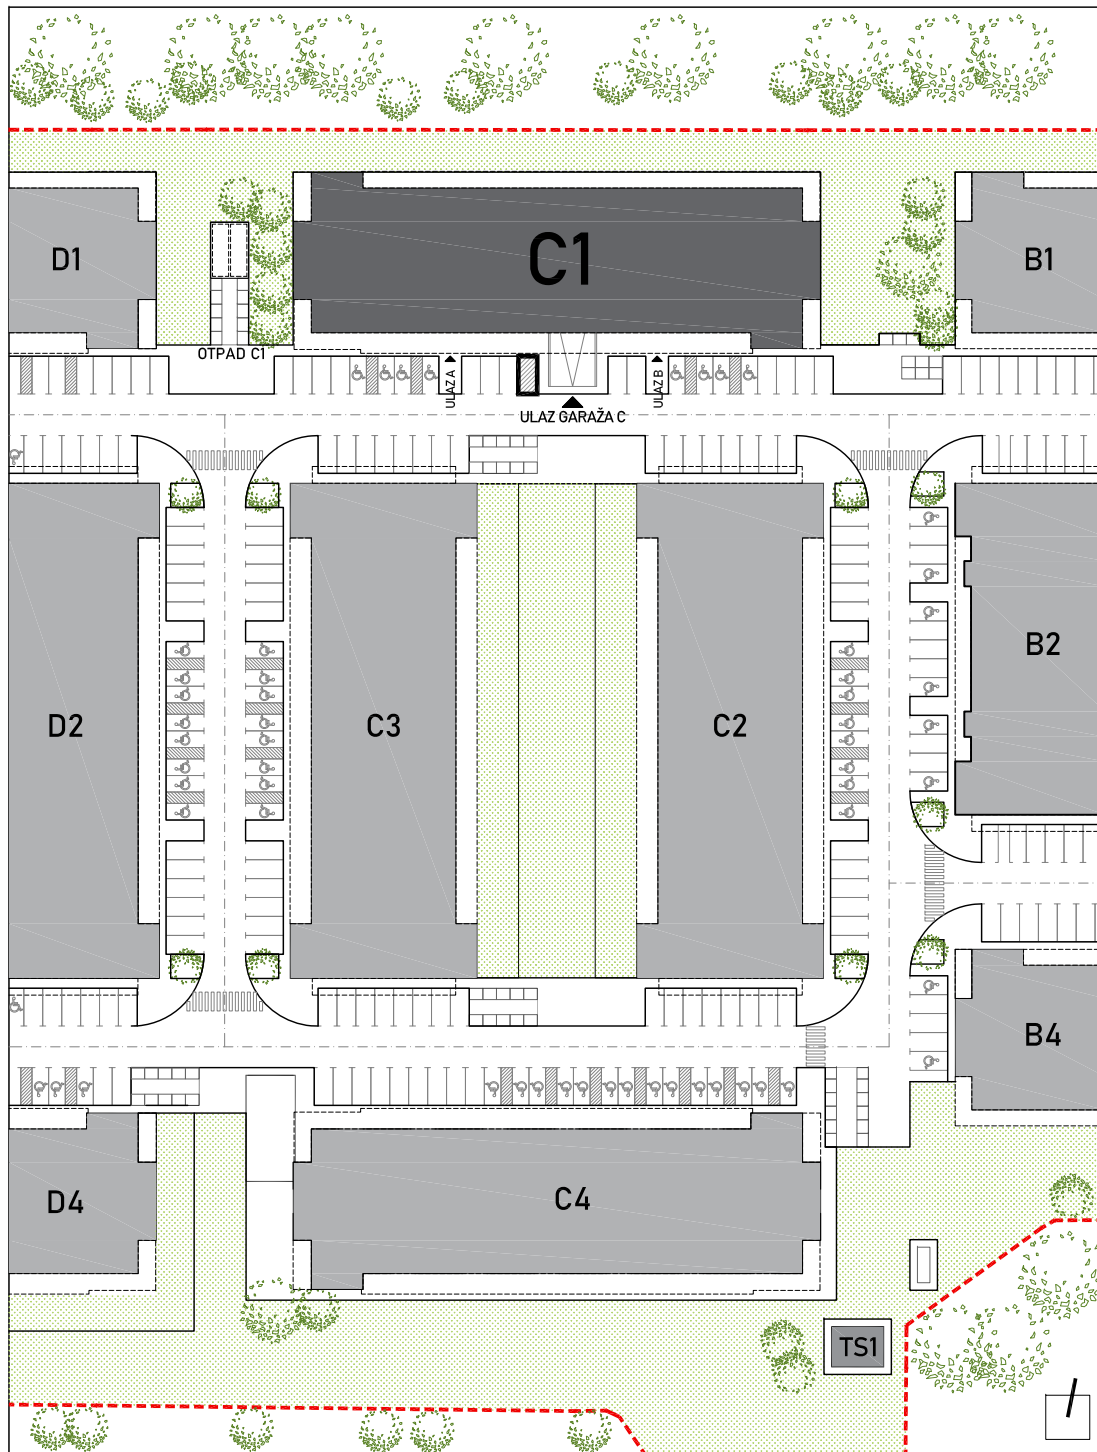 D1
C1
B1
OTPAD C1
ULAZ A
ULAZ B
ULAZ GARAŽA C
D2
C3
C2
B2
B4
D4
C4
TS1